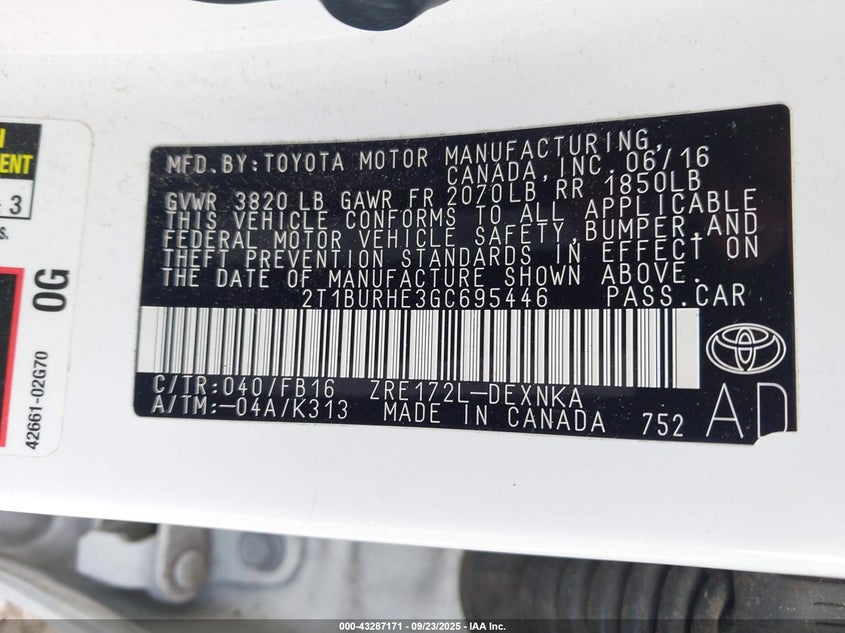 MFD.BY:TOYOTA MOTOR MANUFACTURING,
CANADA,INC. 06/16
GVWR 3820 LB GAWR FR 2070LB RR 1850LB
THIS VEHICLE CONFORMS TO ALL APPLICABLE
FEDERAL MOTOR VEHICLE SAFETY,BUMPER,AND
THEFT PREVENTION STANDARDS IN EFFECT ON
THE DATE OF MANUFACTURE SHOWN ABOVE.
2T1BURHE3GC695446 PASS.CAR
C/TR:040/FB16 ZRE172L-DEXNKA
A/TM:-04A/K313 MADE IN CANADA 752
AD
3
0G
42661-02G70
000-43287171 - 09/23/2025 - IAA Inc.